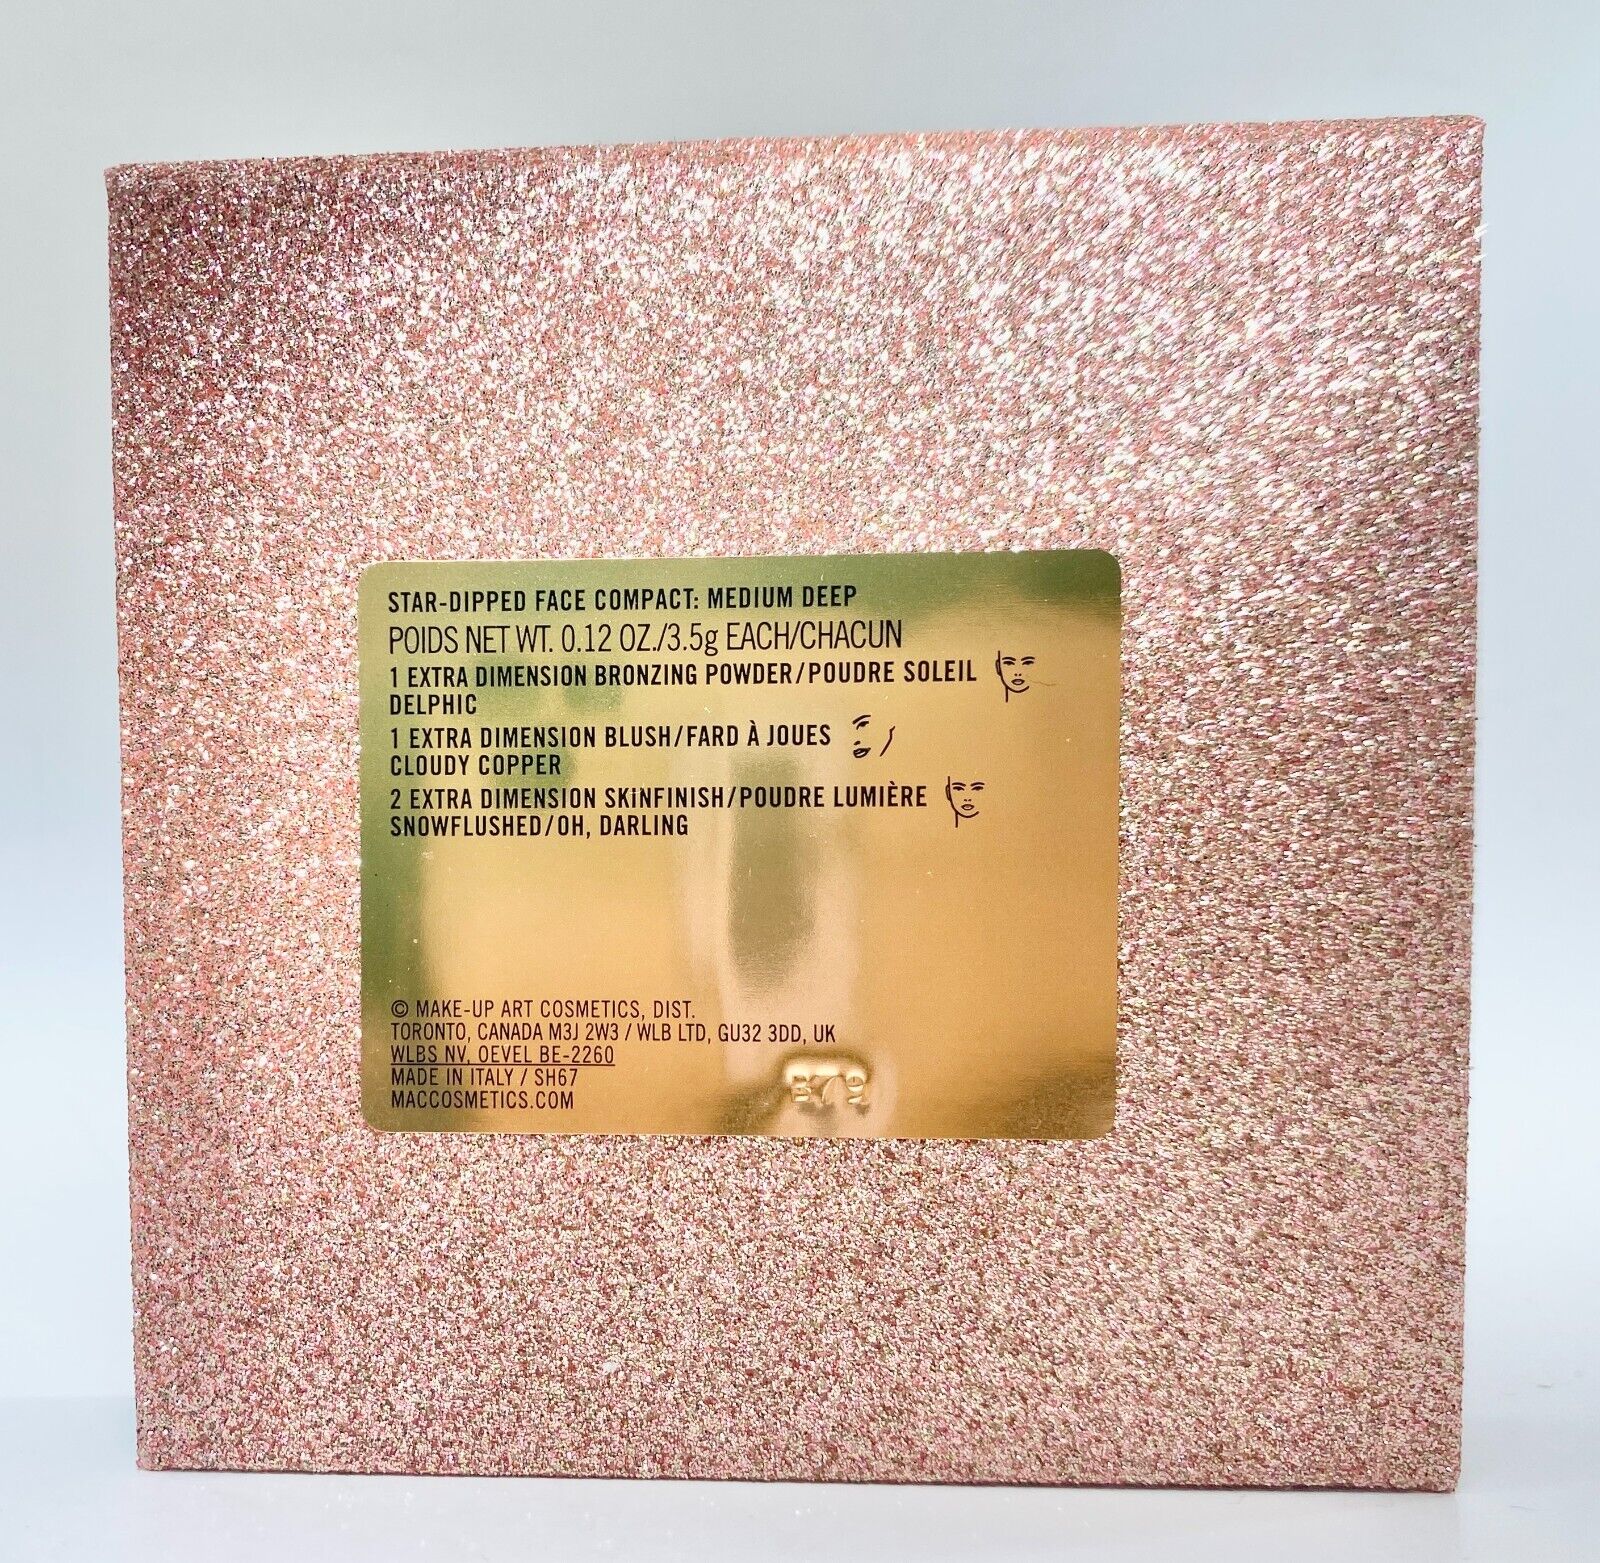 STAR-DIPPED FACE COMPACT: MEDIUM DEEP
POIDS NET WT. 0.12 OZ./3.5g EACH/CHACUN
1 EXTRA DIMENSION BRONZING POWDER/POUDRE SOLEIL
DELPHIC
1 EXTRA DIMENSION BLUSH/FARD À JOUES
CLOUDY COPPER
2 EXTRA DIMENSION SKINFINISH/POUDRE LUMIÈRE
SNOWFLUSHED/OH, DARLING
© MAKE-UP ART COSMETICS, DIST.
TORONTO, CANADA M3J 2W3 / WLB LTD, GU32 3DD, UK
WLBS NV, OEVEL BE-2260
MADE IN ITALY / SH67
MACCOSMETICS.COM